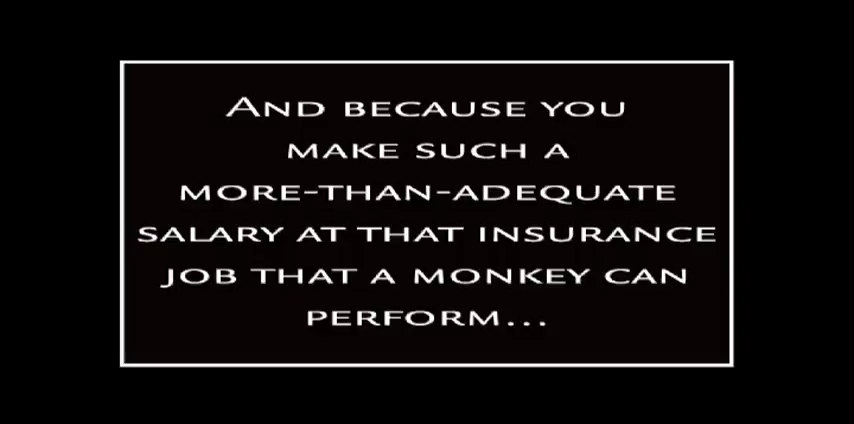 AND BECAUSE YOU
MAKE SUCH A
MORE-THAN-ADEQUATE
SALARY AT THAT INSURANCE
JOB THAT A MONKEY CAN
PERFORM...